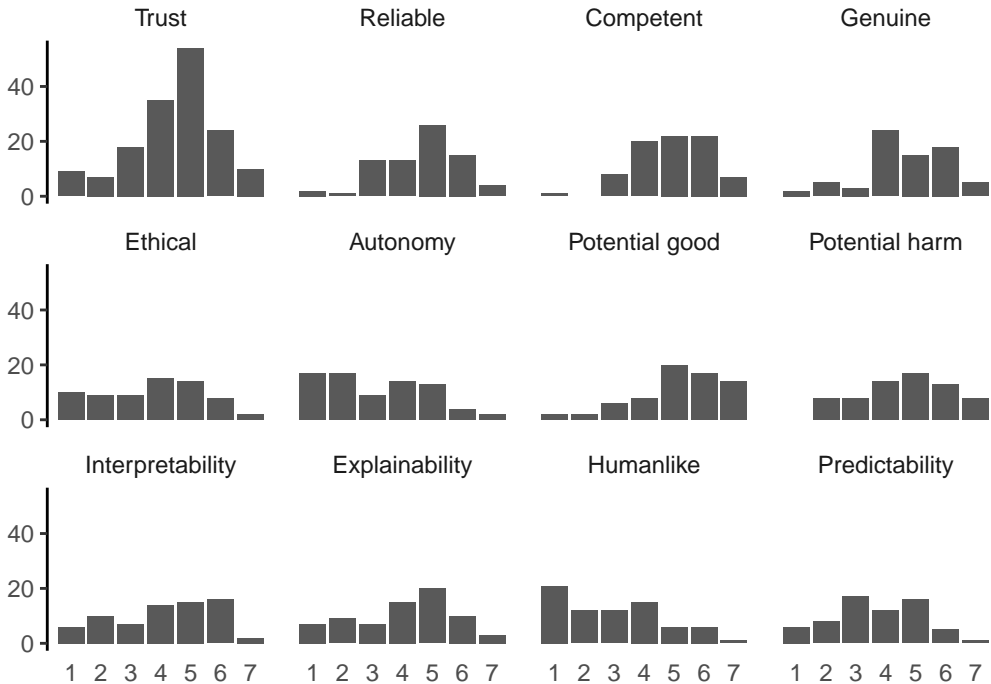 Trust Reliable Competent Genuine
40
20
0
Ethical Autonomy Potential good Potential harm
40
20
0
Interpretability Explainability Humanlike Predictability
40
20
0
1 2 3 4 5 6 7 1 2 3 4 5 6 7 1 2 3 4 5 6 7 1 2 3 4 5 6 7